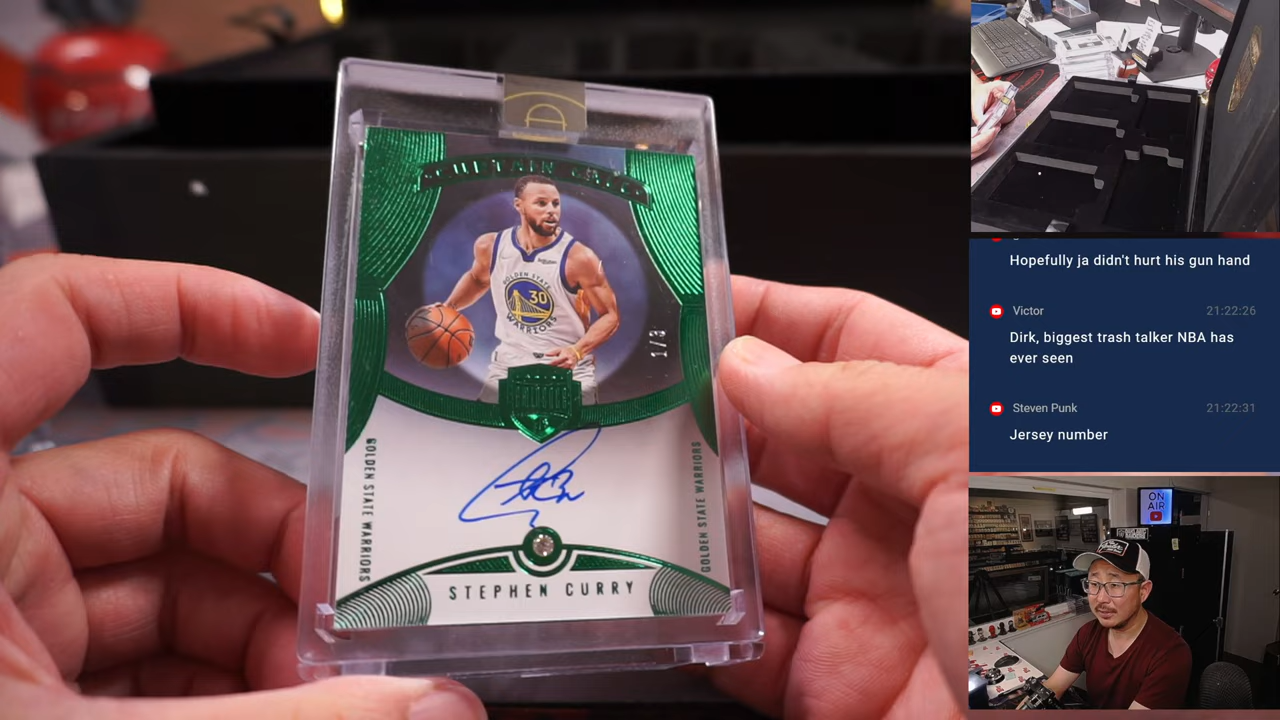 CURTAIN CALL
GOLDEN STATE
30
WARRIORS
1/3
GOLDEN STATE WARRIORS
GOLDEN STATE WARRIORS
STEPHEN CURRY
ON
AIR
Hopefully ja didn't hurt his gun hand
Victor 21:22:26
Dirk, biggest trash talker NBA has
ever seen
Steven Punk 21:22:31
Jersey number